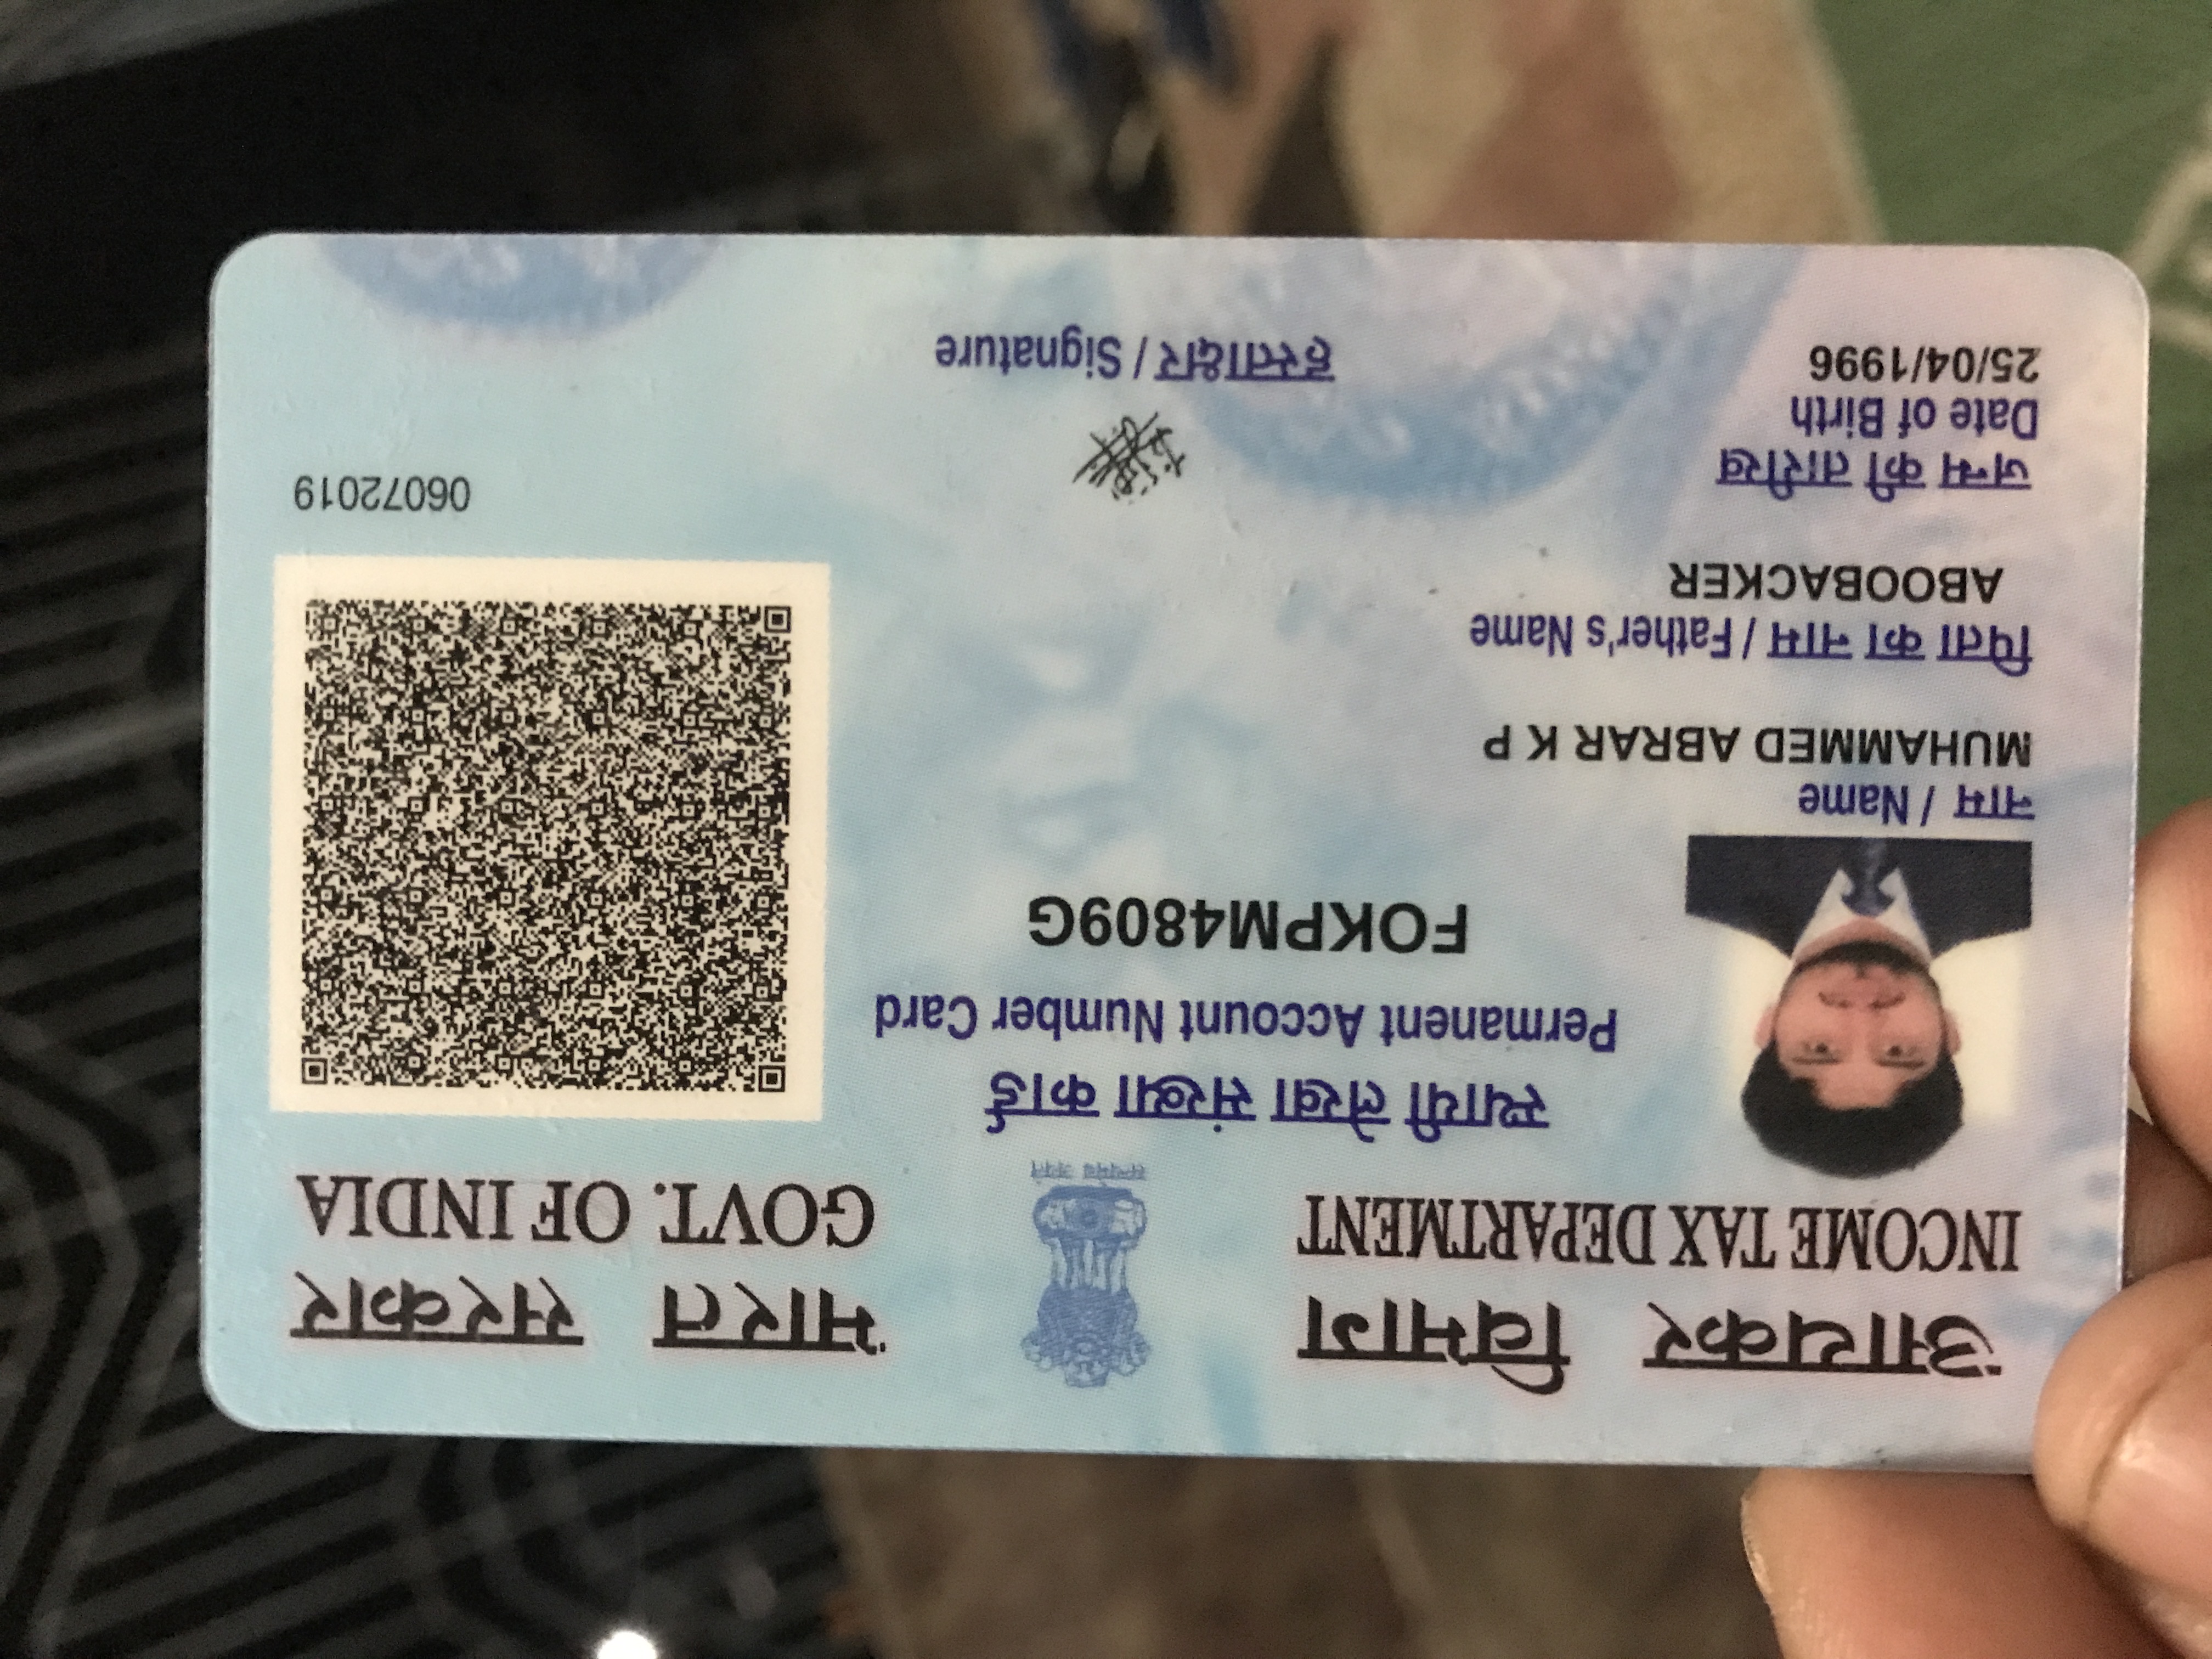 आयकर विभाग
INCOME TAX DEPARTMENT
सत्यमेव जयते
भारत सरकार
GOVT. OF INDIA
स्थायी लेखा संख्या कार्ड
Permanent Account Number Card
FOKPM4809G
नाम / Name
MUHAMMED ABRAR K P
पिता का नाम / Father's Name
ABOOBACKER
जन्म की तारीख
Date of Birth
25/04/1996
हस्ताक्षर / Signature
06072019